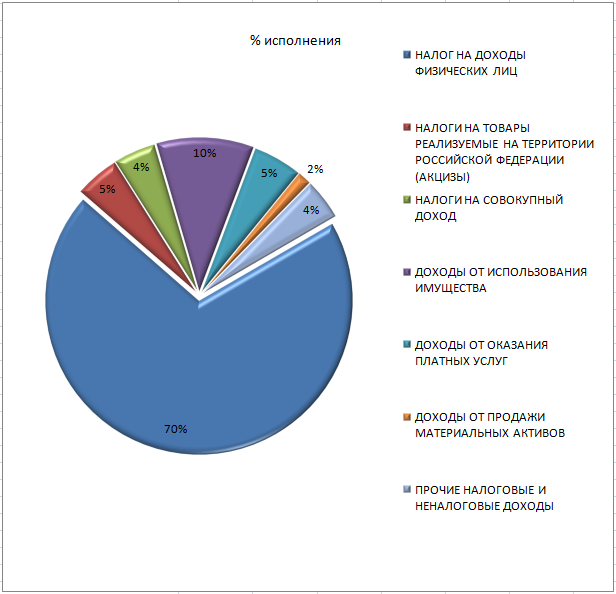 % исполнения
НАЛОГ НА ДОХОДЫ
ФИЗИЧЕСКИХ ЛИЦ
НАЛОГИ НА ТОВАРЫ
РЕАЛИЗУЕМЫЕ НА ТЕРРИТОРИИ
РОССИЙСКОЙ ФЕДЕРАЦИИ
(АКЦИЗЫ)
НАЛОГИ НА СОВОКУПНЫЙ
ДОХОД
ДОХОДЫ ОТ ИСПОЛЬЗОВАНИЯ
ИМУЩЕСТВА
ДОХОДЫ ОТ ОКАЗАНИЯ
ПЛАТНЫХ УСЛУГ
ДОХОДЫ ОТ ПРОДАЖИ
МАТЕРИАЛЬНЫХ АКТИВОВ
ПРОЧИЕ НАЛОГОВЫЕ И
НЕНАЛОГОВЫЕ ДОХОДЫ
5%
4%
10%
5%
2%
4%
70%